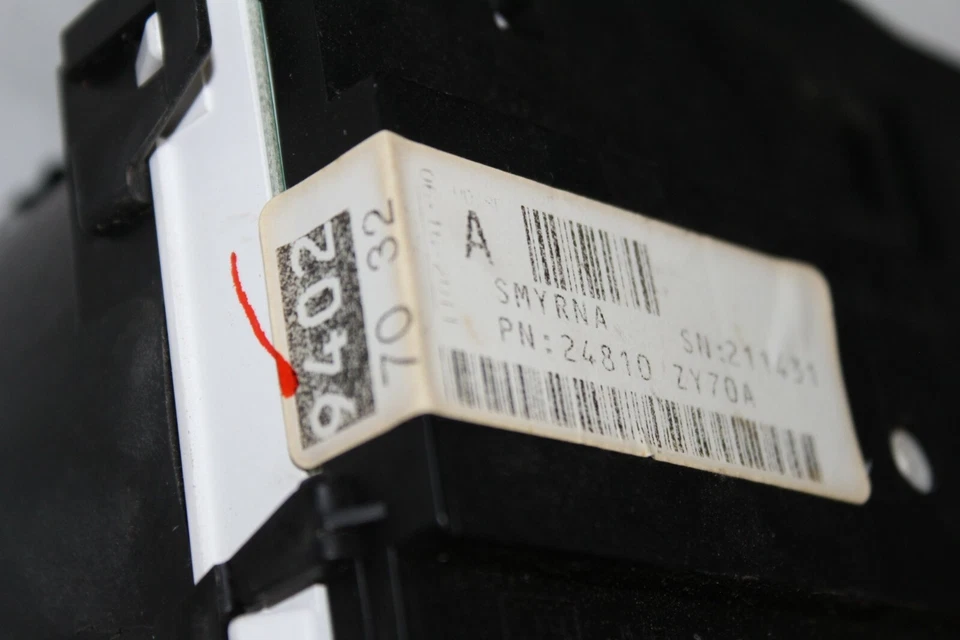 9402
70 32
A
SMYRNA
SN:211431
PN:24810 ZY70A